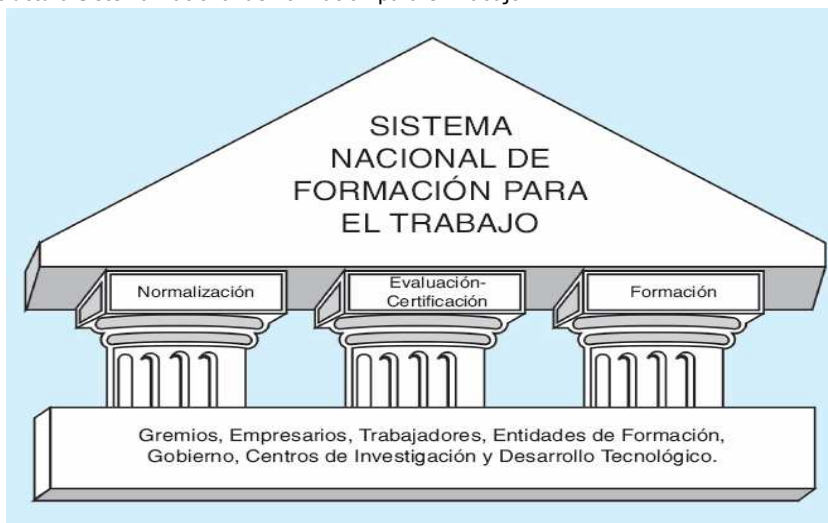 SISTEMA
NACIONAL DE
FORMACIÓN PARA
EL TRABAJO
Normalización
Evaluación-
Certificación
Formación
Gremios, Empresarios, Trabajadores, Entidades de Formación,
Gobierno, Centros de Investigación y Desarrollo Tecnológico.